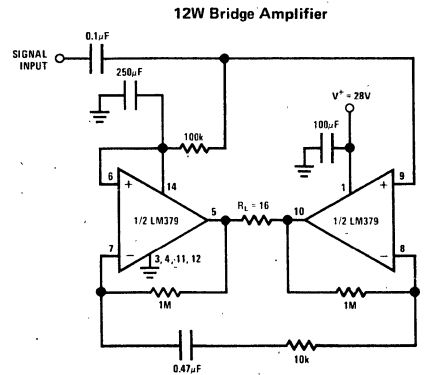 12W Bridge Amplifier
0.1µF
SIGNAL
INPUT
250µF
V+ = 28V
100µF
100k
6
+
14
1
+
9
1/2 LM379
5
RL = 16
10
1/2 LM379
7
−
3, 4, 11, 12
−
8
1M
1M
0.47µF
10k